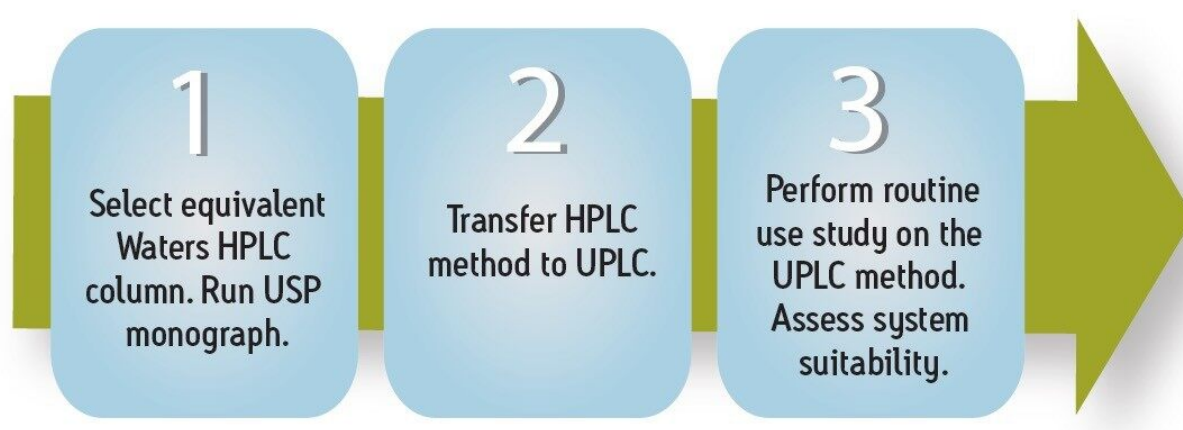 1
Select equivalent
Waters HPLC
column. Run USP
monograph.
2
Transfer HPLC
method to UPLC.
3
Perform routine
use study on the
UPLC method.
Assess system
suitability.